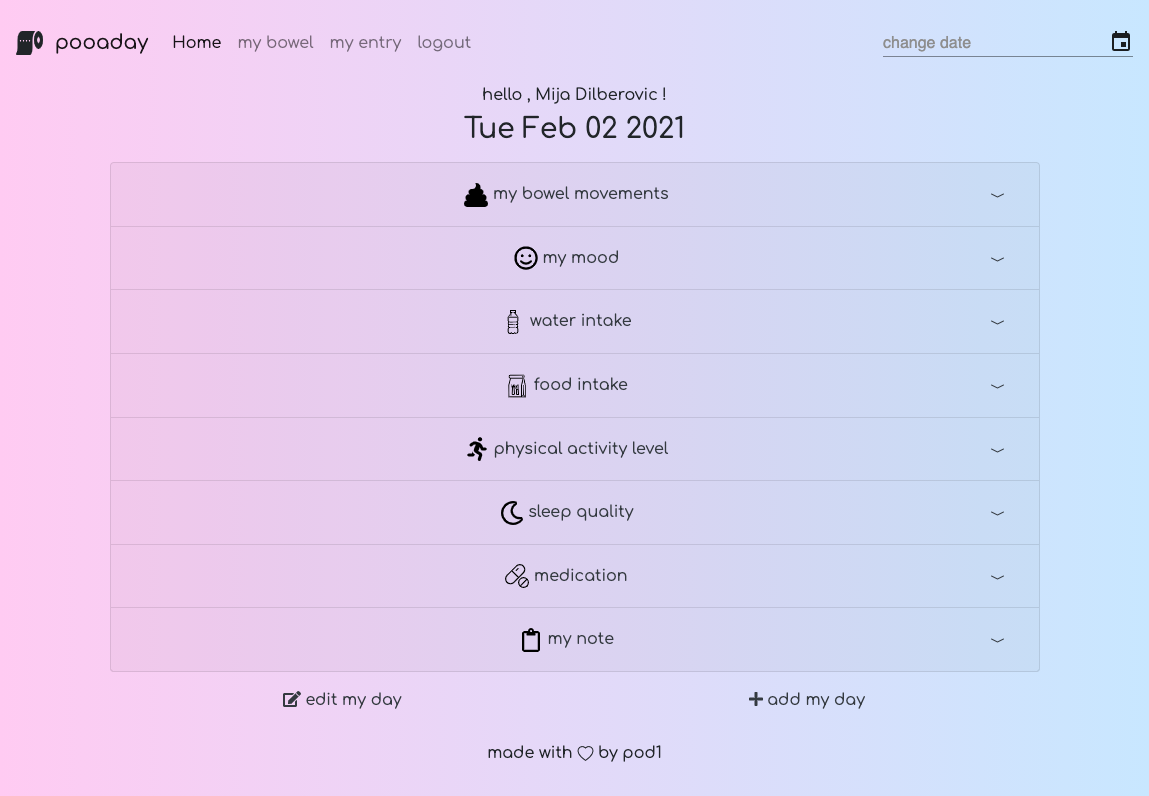 pooaday Home my bowel my entry logout change date
hello , Mija Dilberovic !
Tue Feb 02 2021
my bowel movements
my mood
water intake
food intake
physical activity level
sleep quality
medication
my note
edit my day add my day
made with ♡ by pod1